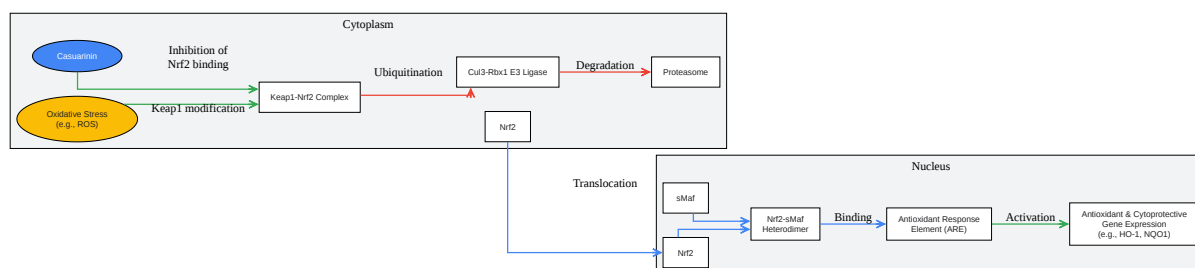 Cytoplasm
Casuarinin
Inhibition of
Nrf2 binding
Ubiquitination
Cul3-Rbx1 E3 Ligase
Degradation
Proteasome
Keap1-Nrf2 Complex
Oxidative Stress
(e.g., ROS)
Keap1 modification
Nrf2
Translocation
Nucleus
sMaf
Nrf2
Nrf2-sMaf
Heterodimer
Binding
Antioxidant Response
Element (ARE)
Activation
Antioxidant & Cytoprotective
Gene Expression
(e.g., HO-1, NQO1)